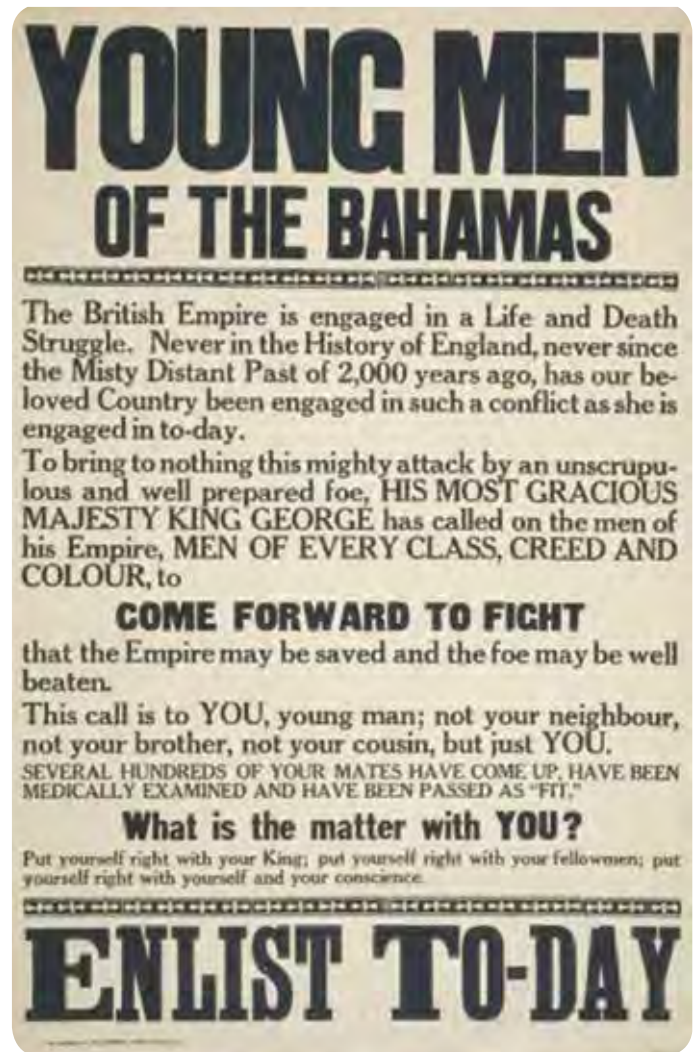 YOUNG MEN
OF THE BAHAMAS
The British Empire is engaged in a Life and Death
Struggle. Never in the History of England, never since
the Misty Distant Past of 2,000 years ago, has our be-
loved Country been engaged in such a conflict as she is
engaged in to-day.
To bring to nothing this mighty attack by an unscrupu-
lous and well prepared foe, HIS MOST GRACIOUS
MAJESTY KING GEORGE has called on the men of
his Empire, MEN OF EVERY CLASS, CREED AND
COLOUR, to
COME FORWARD TO FIGHT
that the Empire may be saved and the foe may be well
beaten.
This call is to YOU, young man; not your neighbour,
not your brother, not your cousin, but just YOU.
SEVERAL HUNDREDS OF YOUR MATES HAVE COME UP, HAVE BEEN
MEDICALLY EXAMINED AND HAVE BEEN PASSED AS "FIT."
What is the matter with YOU?
Put yourself right with your King; put yourself right with your fellowmen; put
yourself right with yourself and your conscience.
ENLIST TO-DAY